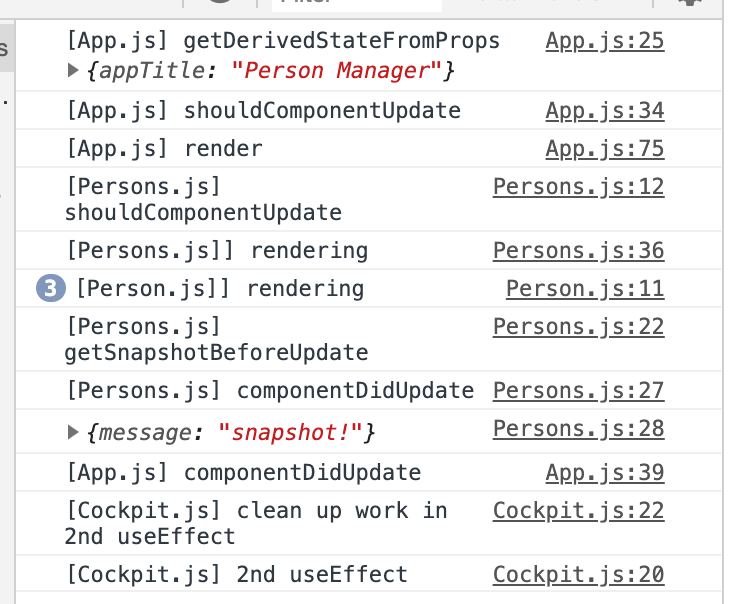 [App.js] getDerivedStateFromProps App.js:25
▶ {appTitle: "Person Manager"}
[App.js] shouldComponentUpdate App.js:34
[App.js] render App.js:75
[Persons.js] Persons.js:12
shouldComponentUpdate
[Persons.js]] rendering Persons.js:36
3 [Person.js]] rendering Person.js:11
[Persons.js] Persons.js:22
getSnapshotBeforeUpdate
[Persons.js] componentDidUpdate Persons.js:27
▶ {message: "snapshot!"} Persons.js:28
[App.js] componentDidUpdate App.js:39
[Cockpit.js] clean up work in Cockpit.js:22
2nd useEffect
[Cockpit.js] 2nd useEffect Cockpit.js:20